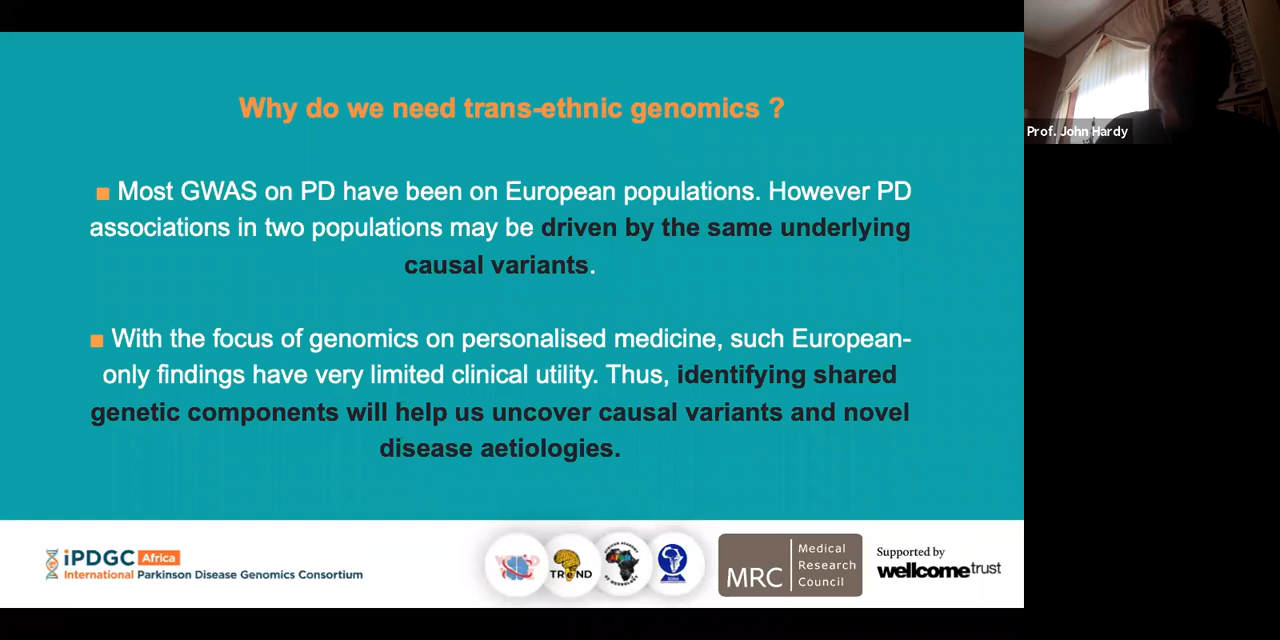 Why do we need trans-ethnic genomics ?
■ Most GWAS on PD have been on European populations. However PD
associations in two populations may be driven by the same underlying
causal variants.
■ With the focus of genomics on personalised medicine, such European-
only findings have very limited clinical utility. Thus, identifying shared
genetic components will help us uncover causal variants and novel
disease aetiologies.
Prof. John Hardy
iPDGC Africa
International Parkinson Disease Genomics Consortium
TReND
MRC
Medical
Research
Council
Supported by
wellcometrust